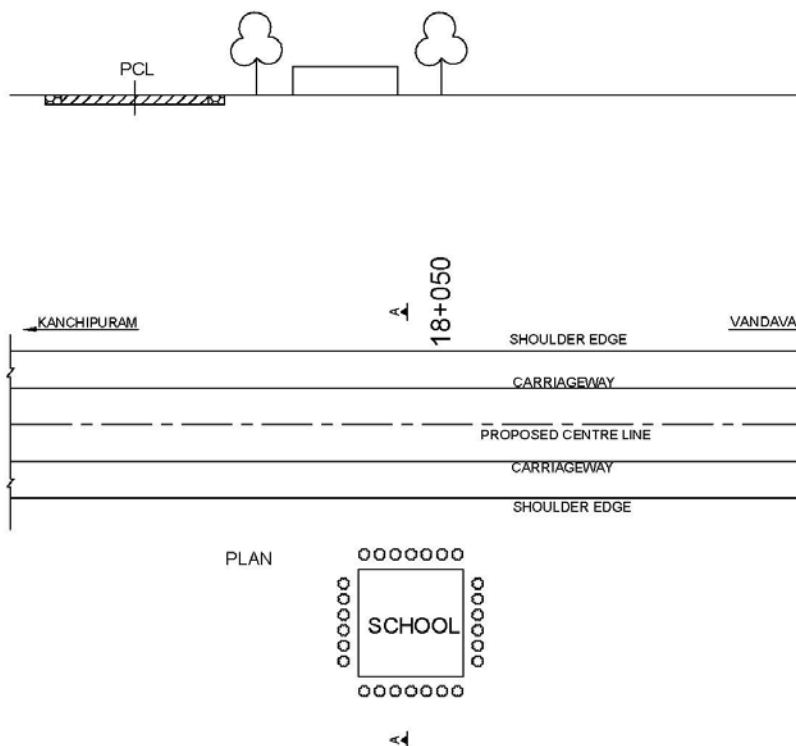 PCL
A
18+050
KANCHIPURAM
VANDAVA
SHOULDER EDGE
CARRIAGEWAY
PROPOSED CENTRE LINE
CARRIAGEWAY
SHOULDER EDGE
PLAN
SCHOOL
A